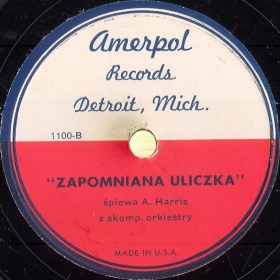 Amerpol
Records
Detroit, Mich.
1100-B
"ZAPOMNIANA ULICZKA"
śpiewa A. Harris
z akomp. orkiestry
MADE IN U.S.A.